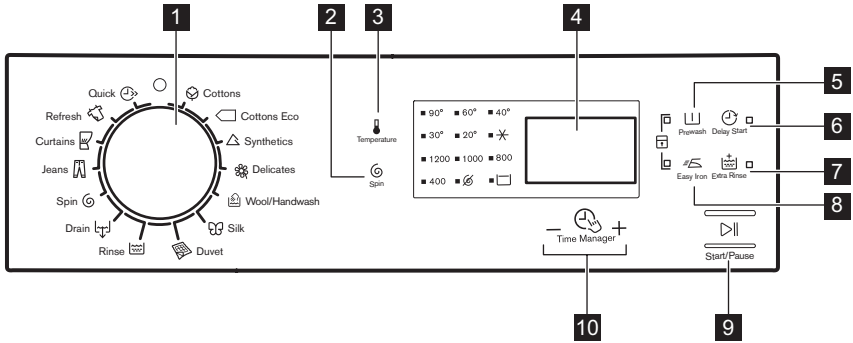 1
2
3
4
5
6
7
8
9
10
Quick
Refresh
Curtains
Jeans
Spin
Drain
Rinse
Cottons
Cottons Eco
Synthetics
Delicates
Wool/Handwash
Silk
Duvet
Temperature
Spin
90° 60° 40°
30° 20°
1200 1000 800
400
Prewash Delay Start
Easy Iron Extra Rinse
− +
Time Manager
Start/Pause